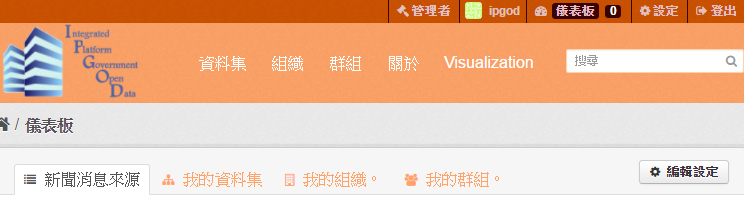 管理者 ipgod 儀表板 0 設定 登出
Integrated
Platform
Government
Open
Data
資料集 組織 群組 關於 Visualization 搜尋
/ 儀表板
新聞消息來源 我的資料集 我的組織。 我的群組。 編輯設定